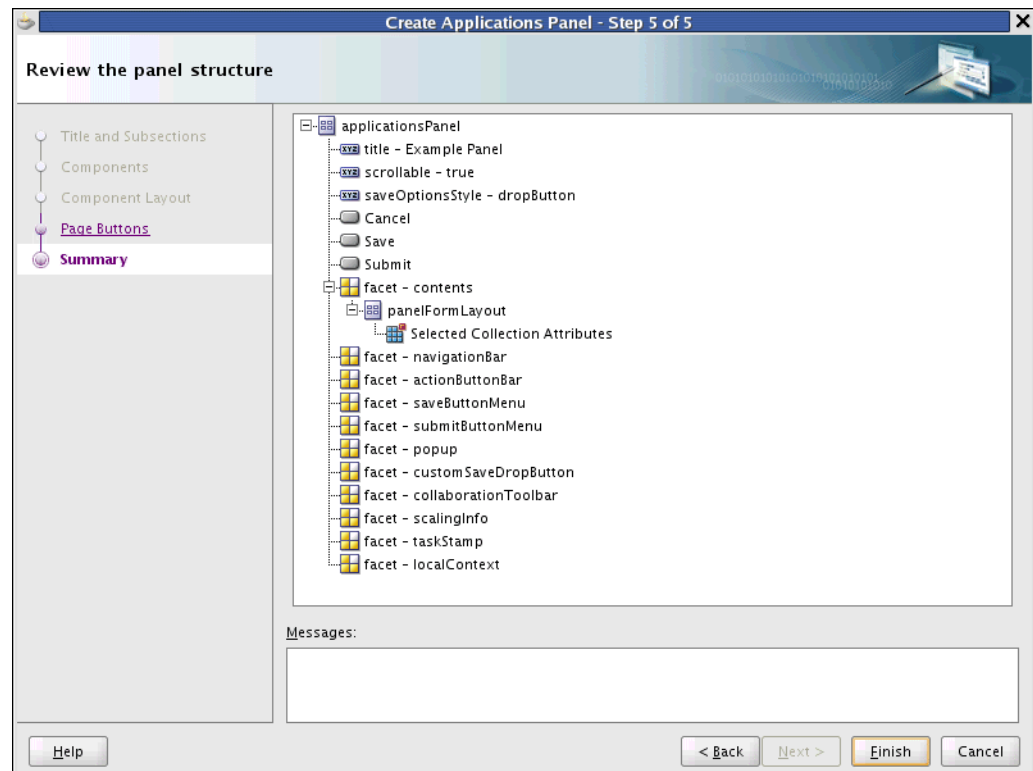 Create Applications Panel - Step 5 of 5
Review the panel structure
Title and Subsections
Components
Component Layout
Page Buttons
Summary
applicationsPanel
title - Example Panel
scrollable - true
saveOptionsStyle - dropButton
Cancel
Save
Submit
facet - contents
panelFormLayout
Selected Collection Attributes
facet - navigationBar
facet - actionButtonBar
facet - saveButtonMenu
facet - submitButtonMenu
facet - popup
facet - customSaveDropButton
facet - collaborationToolbar
facet - scalingInfo
facet - taskStamp
facet - localContext
Messages:
Help
< Back
Next >
Finish
Cancel